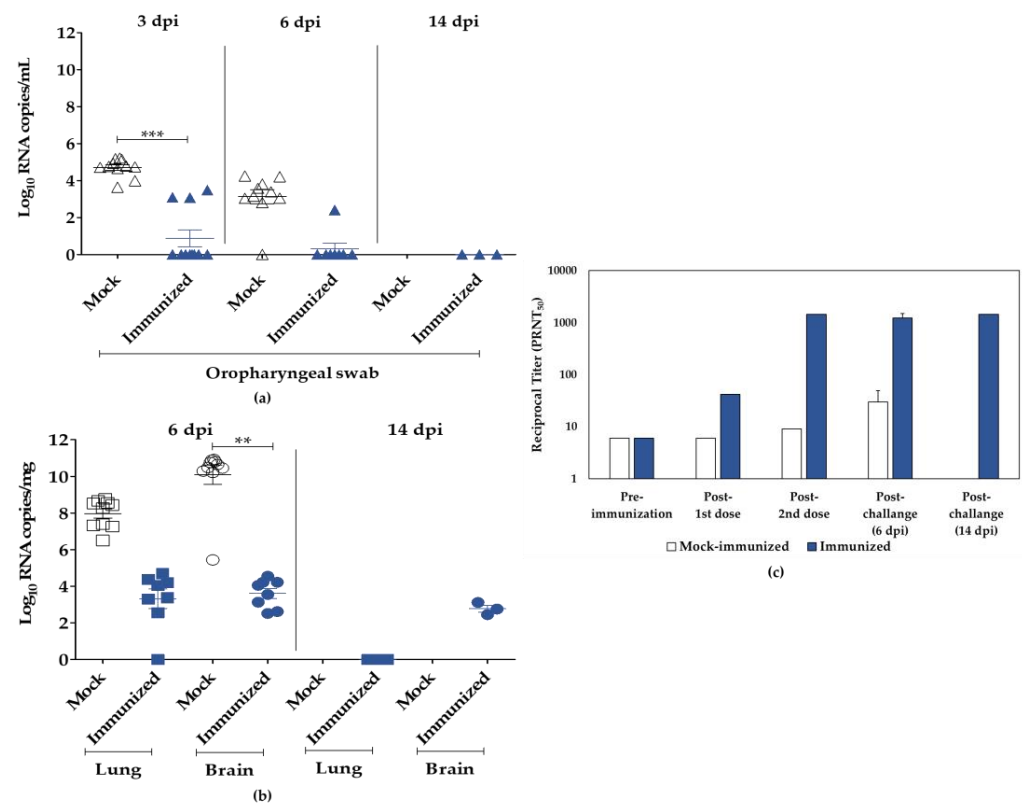 3 dpi 6 dpi 14 dpi
Log10 RNA copies/mL
12
10
8
6
4
2
0
***
Mock Immunized Mock Immunized Mock Immunized
Oropharyngeal swab
(a)
6 dpi 14 dpi
Log10 RNA copies/mg
12
10
8
6
4
2
0
**
Mock Immunized Mock Immunized Mock Immunized Mock Immunized
Lung Brain Lung Brain
(b)
Reciprocal Titer (PRNT50)
10000
1000
100
10
1
Pre- Post- Post- Post- Post-
immunization 1st dose 2nd dose challange challange
(6 dpi) (14 dpi)
Mock-immunized Immunized
(c)